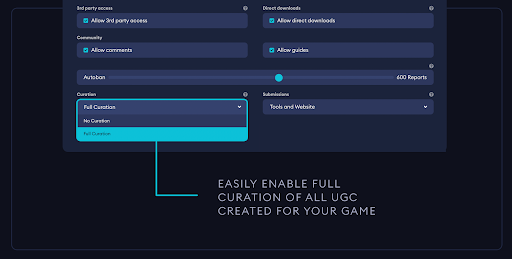 3rd party access
Direct downloads
Allow 3rd party access
Allow direct downloads
Community
Allow comments
Allow guides
Autoban
600 Reports
Curation
Submissions
Full Curation
Tools and Website
No Curation
Full Curation
EASILY ENABLE FULL
CURATION OF ALL UGC
CREATED FOR YOUR GAME